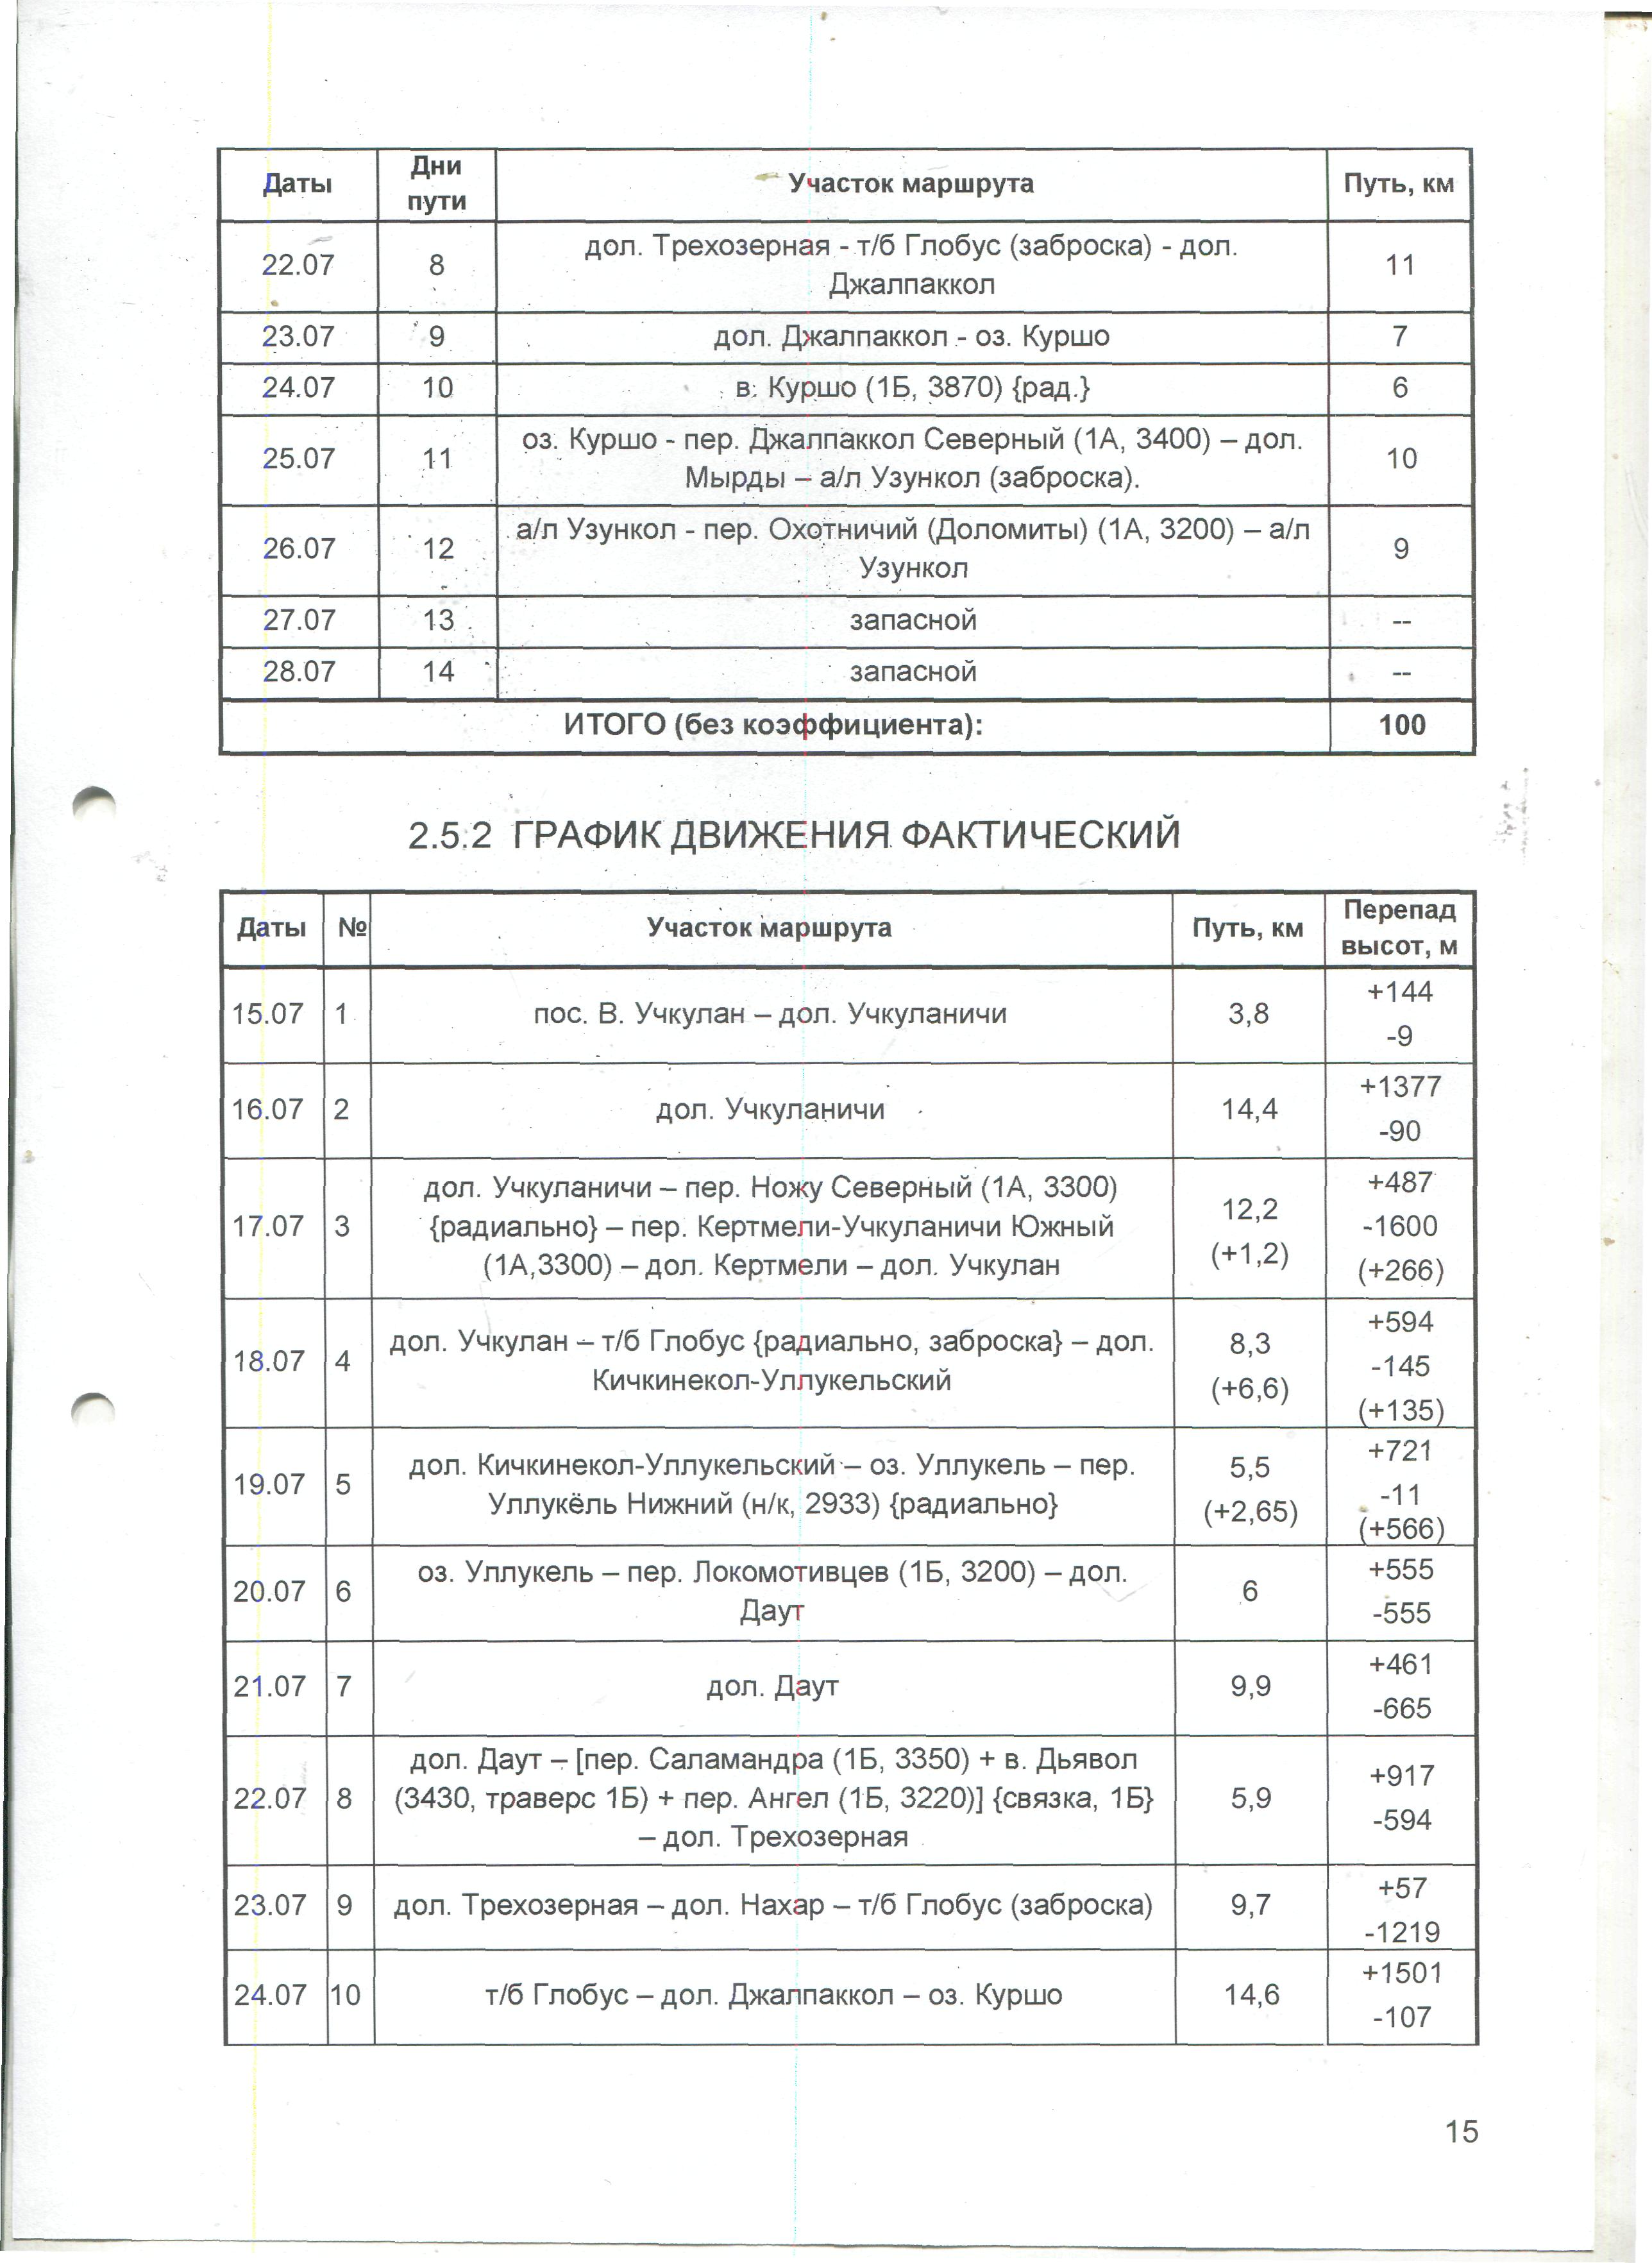 Даты Дни пути Участок маршрута Путь, км
22.07 8 дол. Трехозерная - т/б Глобус (заброска) - дол.
Джалпаккол 11
23.07 9 дол. Джалпаккол - оз. Куршо 7
24.07 10 в. Куршо (1Б, 3870) {рад.} 6
25.07 11 оз. Куршо - пер. Джалпаккол Северный (1А, 3400) – дол.
Мырды – а/л Узункол (заброска). 10
26.07 12 а/л Узункол - пер. Охотничий (Доломиты) (1А, 3200) – а/л
Узункол 9
27.07 13 запасной --
28.07 14 запасной --
ИТОГО (без коэффициента): 100
2.5.2 ГРАФИК ДВИЖЕНИЯ ФАКТИЧЕСКИЙ
Даты № Участок маршрута Путь, км Перепад
высот, м
15.07 1 пос. В. Учкулан – дол. Учкуланичи 3,8 +144
-9
16.07 2 дол. Учкуланичи 14,4 +1377
-90
17.07 3 дол. Учкуланичи – пер. Ножу Северный (1А, 3300)
{радиально} – пер. Кертмели-Учкуланичи Южный
(1А,3300) – дол. Кертмели – дол. Учкулан
12,2
(+1,2)
+487
-1600
(+266)
18.07 4 дол. Учкулан – т/б Глобус {радиально, заброска} – дол.
Кичкинекол-Уллукельский
8,3
(+6,6)
+594
-145
(+135)
19.07 5 дол. Кичкинекол-Уллукельский – оз. Уллукель – пер.
Уллукёль Нижний (н/к, 2933) {радиально}
5,5
(+2,65)
+721
-11
(+566)
20.07 6 оз. Уллукель – пер. Локомотивцев (1Б, 3200) – дол.
Даут
6
+555
-555
21.07 7 дол. Даут 9,9 +461
-665
22.07 8 дол. Даут – [пер. Саламандра (1Б, 3350) + в. Дьявол
(3430, траверс 1Б) + пер. Ангел (1Б, 3220)] {связка, 1Б}
– дол. Трехозерная
5,9
+917
-594
23.07 9 дол. Трехозерная – дол. Нахар – т/б Глобус (заброска) 9,7 +57
-1219
24.07 10 т/б Глобус – дол. Джалпаккол – оз. Куршо 14,6 +1501
-107
15